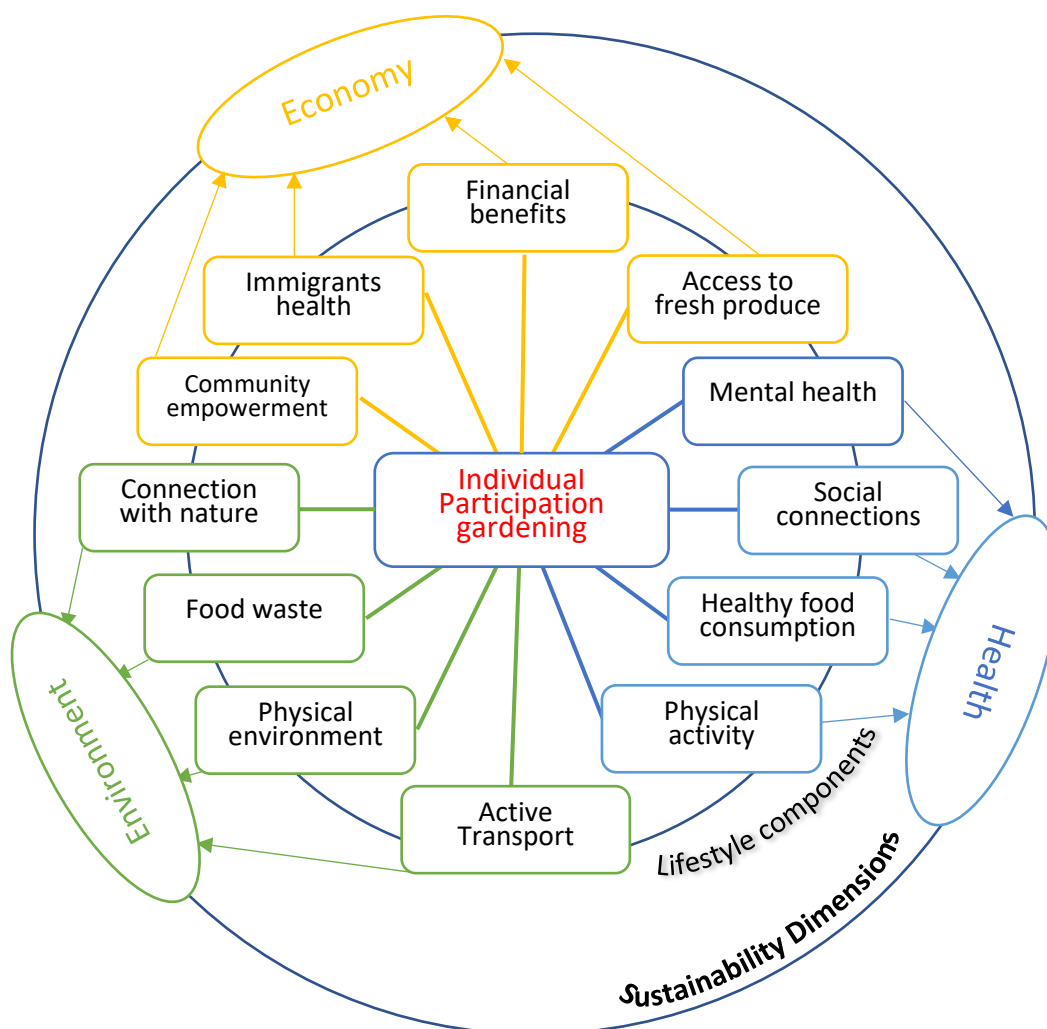 Economy
Financial
benefits
Immigrants
health
Access to
fresh produce
Community
empowerment
Mental health
Connection
with nature
Individual
Participation
gardening
Social
connections
Food waste
Healthy food
consumption
Health
Environment
Physical
environment
Physical
activity
Active
Transport
Lifestyle components
Sustainability Dimensions